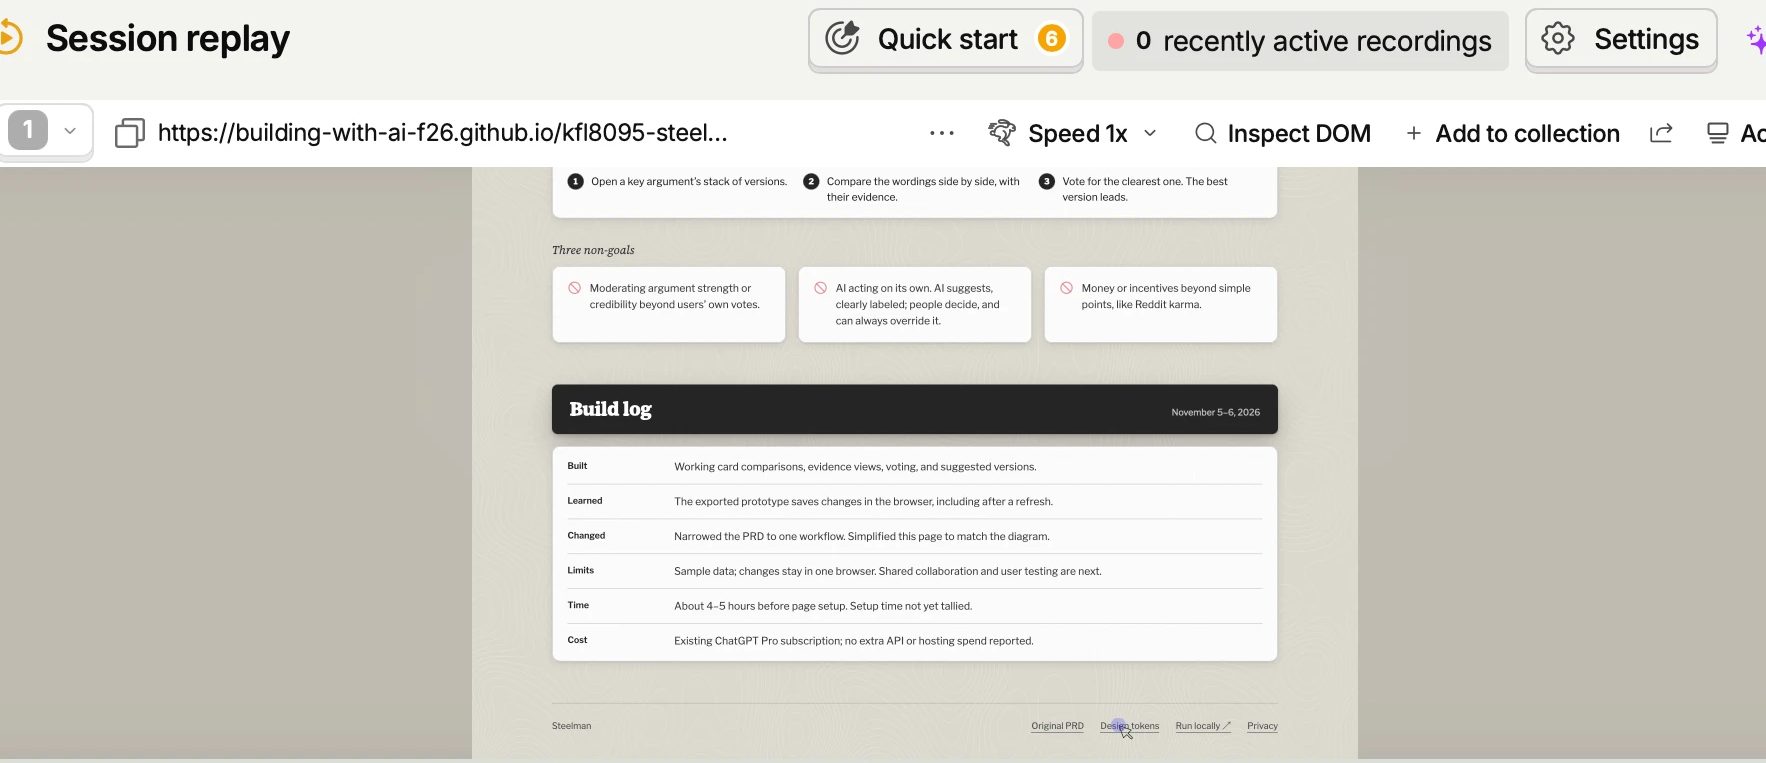 Session replay
Quick start 6
0 recently active recordings
Settings
1
https://building-with-ai-f26.github.io/kfl8095-steel...
Speed 1x
Inspect DOM
+ Add to collection
1 Open a key argument's stack of versions.
2 Compare the wordings side by side, with
their evidence.
3 Vote for the clearest one. The best
version leads.
Three non-goals
Moderating argument strength or
credibility beyond users' own votes.
AI acting on its own. AI suggests,
clearly labeled; people decide, and
can always override it.
Money or incentives beyond simple
points, like Reddit karma.
Build log
November 5–6, 2026
Built Working card comparisons, evidence views, voting, and suggested versions.
Learned The exported prototype saves changes in the browser, including after a refresh.
Changed Narrowed the PRD to one workflow. Simplified this page to match the diagram.
Limits Sample data; changes stay in one browser. Shared collaboration and user testing are next.
Time About 4–5 hours before page setup. Setup time not yet tallied.
Cost Existing ChatGPT Pro subscription; no extra API or hosting spend reported.
Steelman
Original PRD
Design tokens
Run locally ↗
Privacy